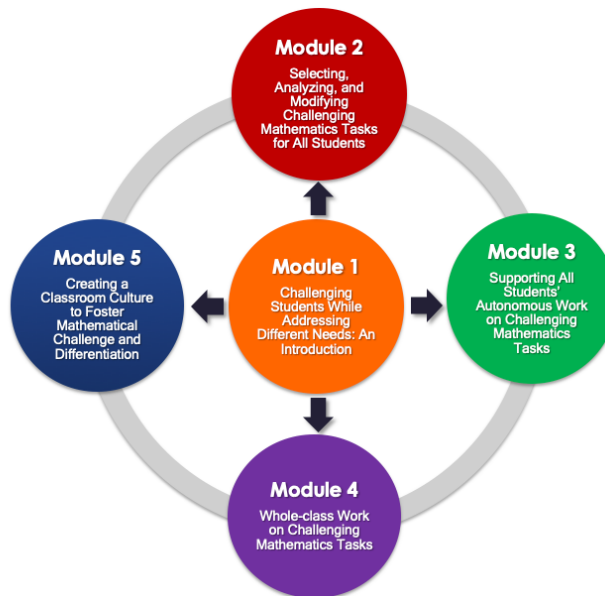 Module 2
Selecting,
Analyzing, and
Modifying
Challenging
Mathematics Tasks
for All Students
Module 5
Creating a
Classroom Culture
to Foster
Mathematical
Challenge and
Differentiation
Module 1
Challenging
Students While
Addressing
Different Needs: An
Introduction
Module 3
Supporting All
Students'
Autonomous Work
on Challenging
Mathematics
Tasks
Module 4
Whole-class Work
on Challenging
Mathematics Tasks